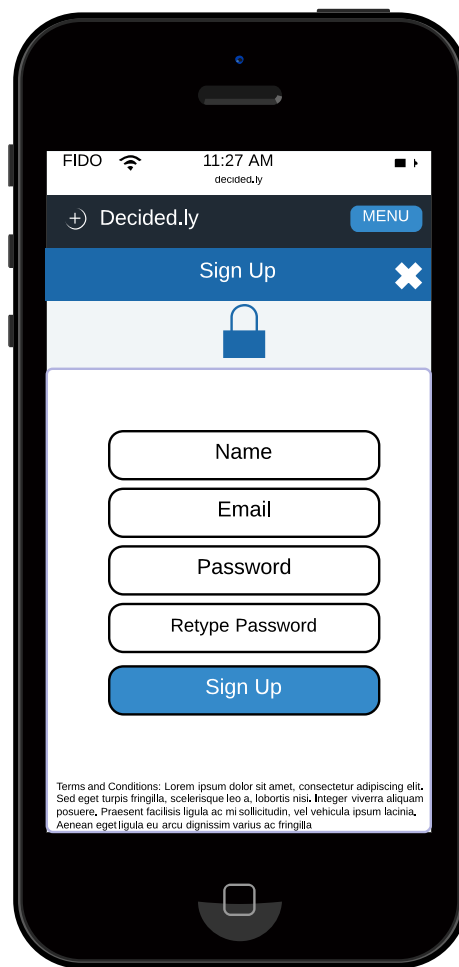 FIDO 11:27 AM
decided.ly
Decided.ly MENU
Sign Up
Name
Email
Password
Retype Password
Sign Up
Terms and Conditions: Lorem ipsum dolor sit amet, consectetur adipiscing elit.
Sed eget turpis fringilla, scelerisque leo a, lobortis nisi. Integer viverra aliquam
posuere. Praesent facilisis ligula ac mi sollicitudin, vel vehicula ipsum lacinia.
Aenean eget ligula eu arcu dignissim varius ac fringilla